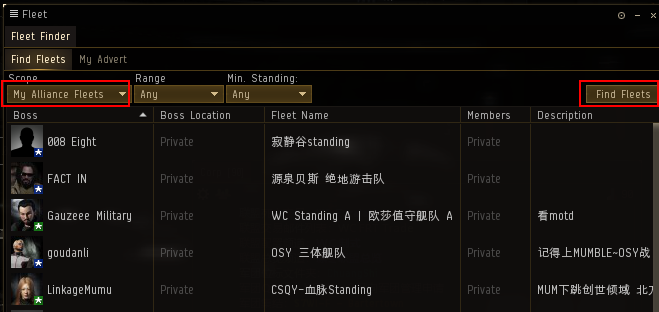 Fleet
Fleet Finder
Find Fleets My Advert
Scope Range Min. Standing:
My Alliance Fleets Any Any Find Fleets
Boss Boss Location Fleet Name Members Description
008 Eight Private 寂静谷standing Private
FACT IN Private 源泉贝斯 绝地游击队 Private
Gauzeee Military Private WC Standing A | 欧莎值守舰队 A Private 看motd
goudanli Private OSY 三体舰队 Private 记得上MUMBLE~OSY战
LinkageMumu Private CSQY-血脉Standing Private MUM下跳创世倾域 北